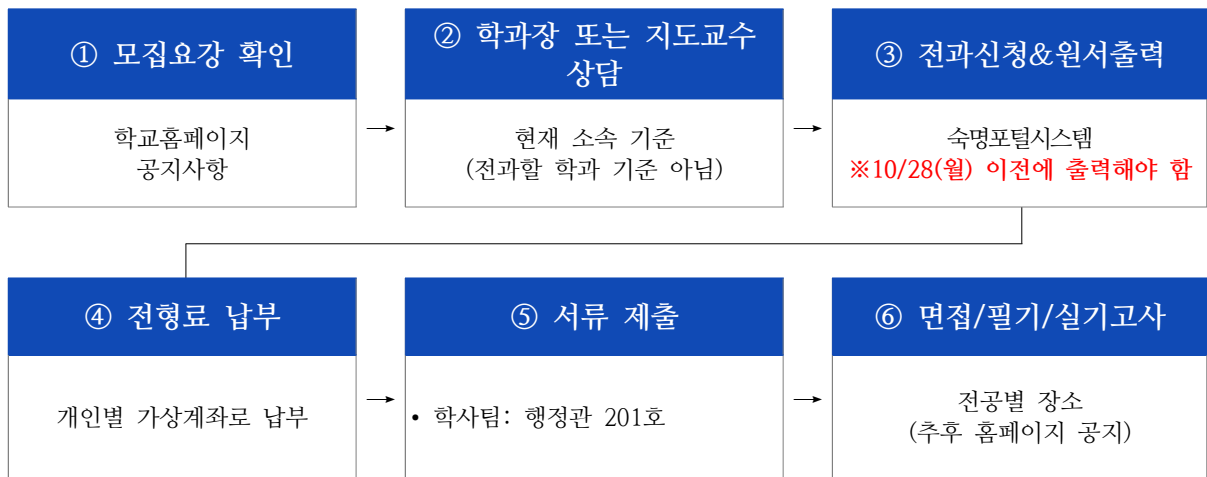 ① 모집요강 확인
학교홈페이지
공지사항
② 학과장 또는 지도교수
상담
현재 소속 기준
(전과할 학과 기준 아님)
③ 전과신청&원서출력
숙명포털시스템
※10/28(월) 이전에 출력해야 함
④ 전형료 납부
개인별 가상계좌로 납부
⑤ 서류 제출
• 학사팀: 행정관 201호
⑥ 면접/필기/실기고사
전공별 장소
(추후 홈페이지 공지)